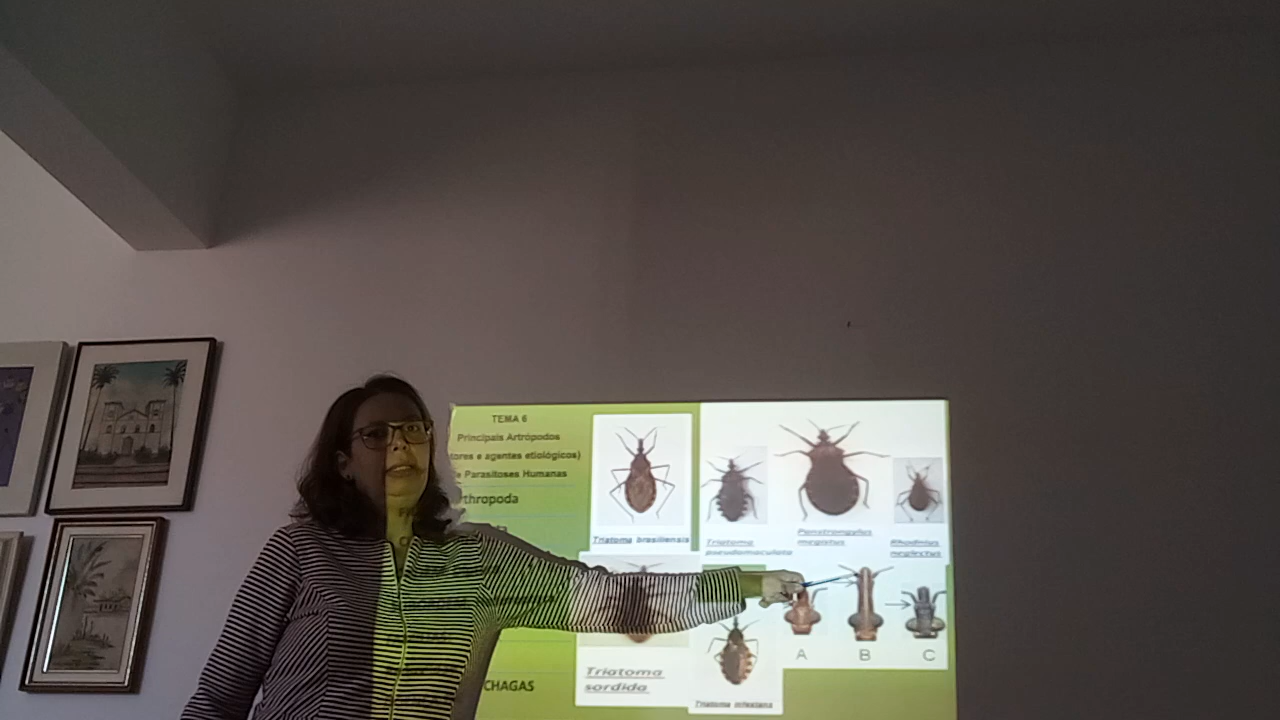 TEMA 6
Principais Artrópodos
tores e agentes etiológicos)
Parasitoses Humanas
thropoda
CHAGAS
Triatoma brasiliensis
Triatoma
pseudomaculata
Panstrongylus
megistus
Rhodnius
neglectus
Triatoma
sordida
Triatoma infestans
A B C